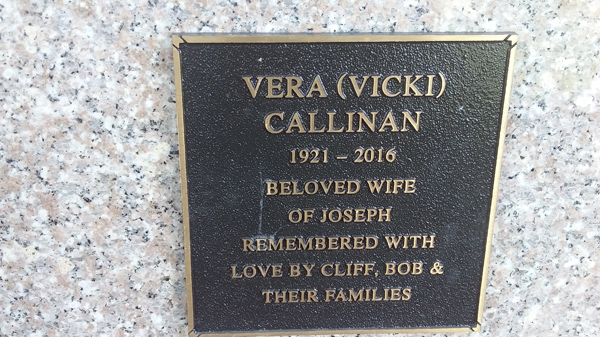 VERA (VICKI)
CALLINAN
1921 – 2016
BELOVED WIFE
OF JOSEPH
REMEMBERED WITH
LOVE BY CLIFF, BOB &
THEIR FAMILIES